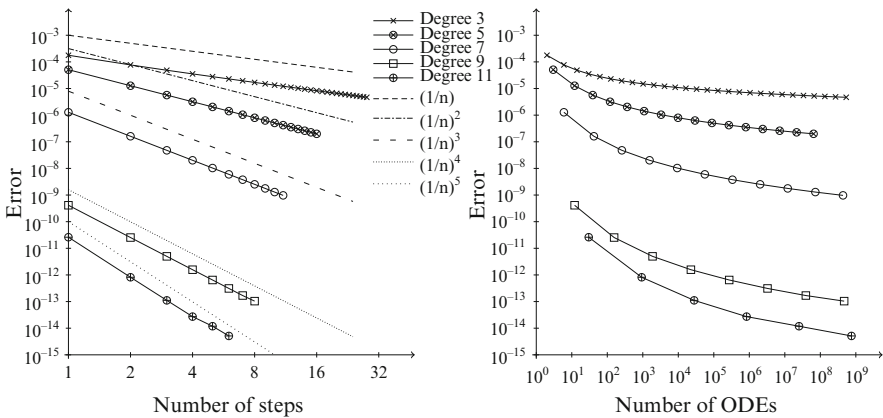 Error
10^-3
10^-4
10^-5
10^-6
10^-7
10^-8
10^-9
10^-10
10^-11
10^-12
10^-13
10^-14
10^-15
1 2 4 8 16 32
Number of steps
Degree 3
Degree 5
Degree 7
Degree 9
Degree 11
(1/n)
(1/n)^2
(1/n)^3
(1/n)^4
(1/n)^5
Error
10^-3
10^-4
10^-5
10^-6
10^-7
10^-8
10^-9
10^-10
10^-11
10^-12
10^-13
10^-14
10^-15
10^0 10^1 10^2 10^3 10^4 10^5 10^6 10^7 10^8 10^9
Number of ODEs